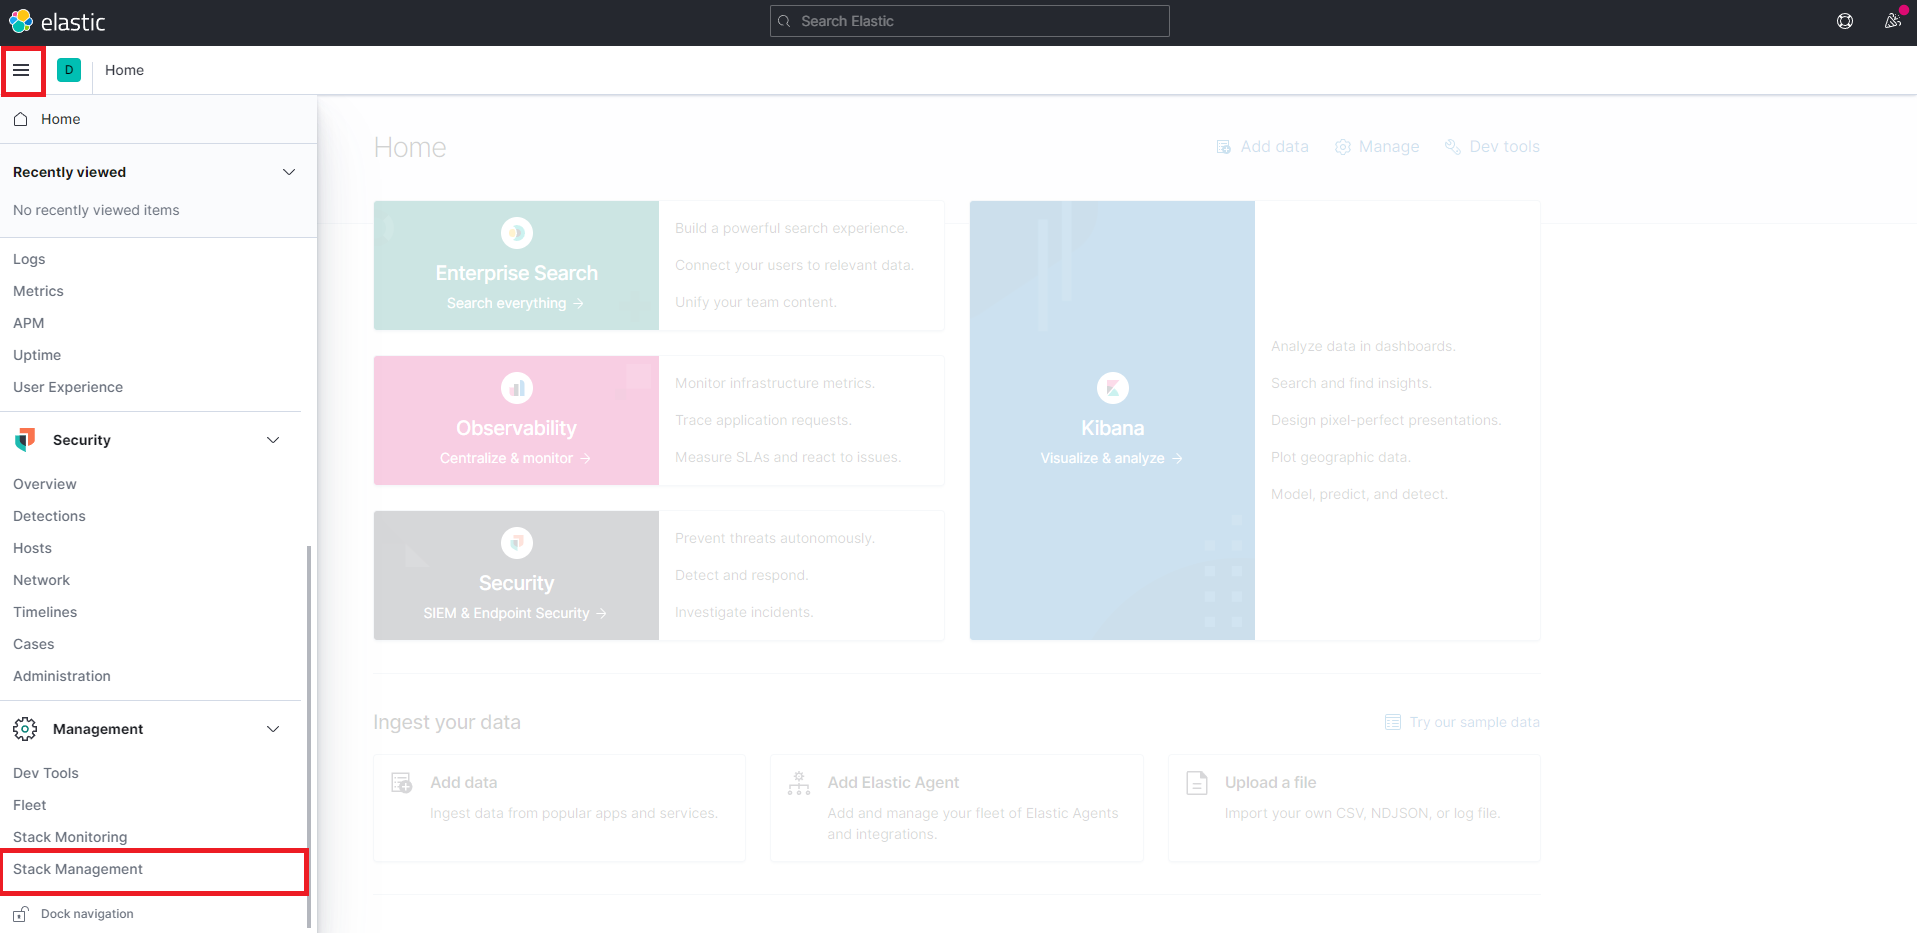 elastic
Search Elastic
D
Home
Home
Recently viewed
No recently viewed items
Logs
Metrics
APM
Uptime
User Experience
Security
Overview
Detections
Hosts
Network
Timelines
Cases
Administration
Management
Dev Tools
Fleet
Stack Monitoring
Stack Management
Dock navigation
Home
Add data
Manage
Dev tools
Enterprise Search
Search everything →
Build a powerful search experience.
Connect your users to relevant data.
Unify your team content.
Observability
Centralize & monitor →
Monitor infrastructure metrics.
Trace application requests.
Measure SLAs and react to issues.
Security
SIEM & Endpoint Security →
Prevent threats autonomously.
Detect and respond.
Investigate incidents.
Kibana
Visualize & analyze →
Analyze data in dashboards.
Search and find insights.
Design pixel-perfect presentations.
Plot geographic data.
Model, predict, and detect.
Ingest your data
Try our sample data
Add data
Ingest data from popular apps and services.
Add Elastic Agent
Add and manage your fleet of Elastic Agents
and integrations.
Upload a file
Import your own CSV, NDJSON, or log file.